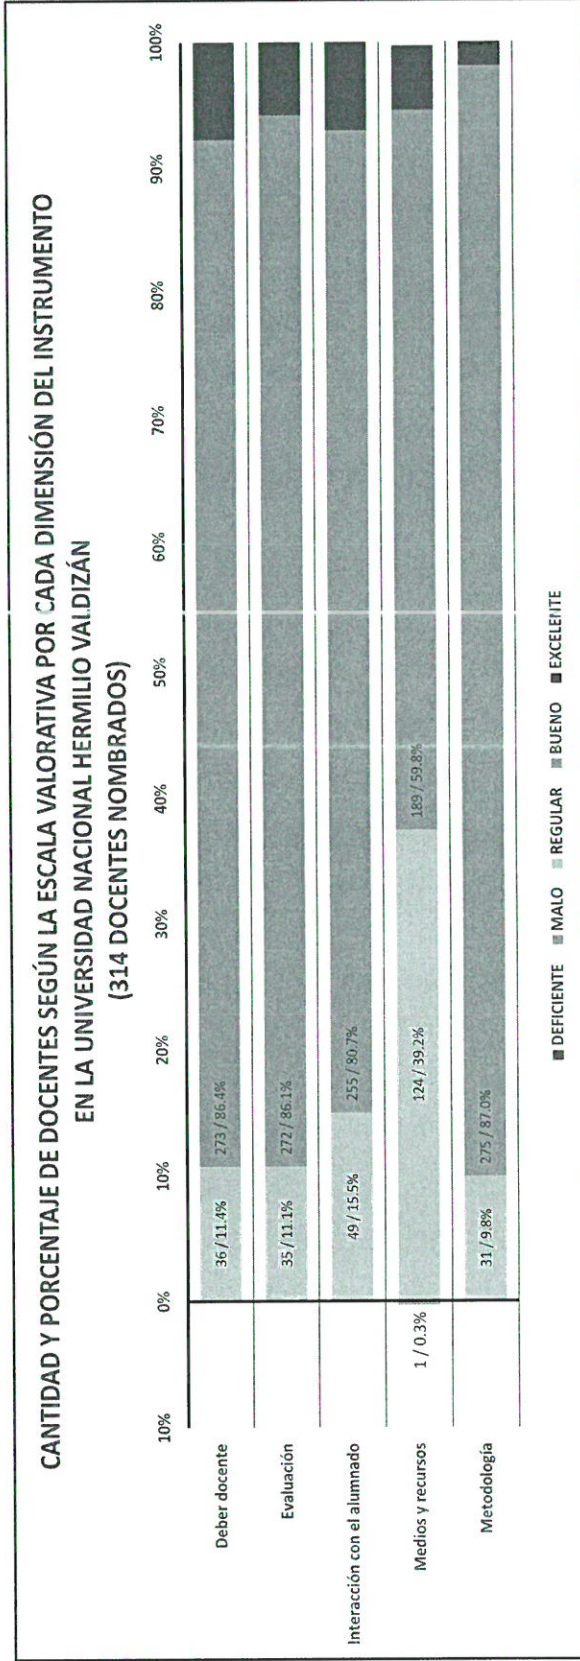 CANTIDAD Y PORCENTAJE DE DOCENTES SEGÚN LA ESCALA VALORATIVA POR CADA DIMENSIÓN DEL INSTRUMENTO
EN LA UNIVERSIDAD NACIONAL HERMILIO VALDIZÁN
(314 DOCENTES NOMBRADOS)
10% 0% 10% 20% 30% 40% 50% 60% 70% 80% 90% 100%
Deber docente 36 / 11.4% 273 / 86.4%
Evaluación 35 / 11.1% 272 / 86.1%
Interacción con el alumnado 49 / 15.5% 255 / 80.7%
Medios y recursos 1 / 0.3% 124 / 39.2% 189 / 59.8%
Metodología 31 / 9.8% 275 / 87.0%
DEFICIENTE MALO REGULAR BUENO EXCELENTE